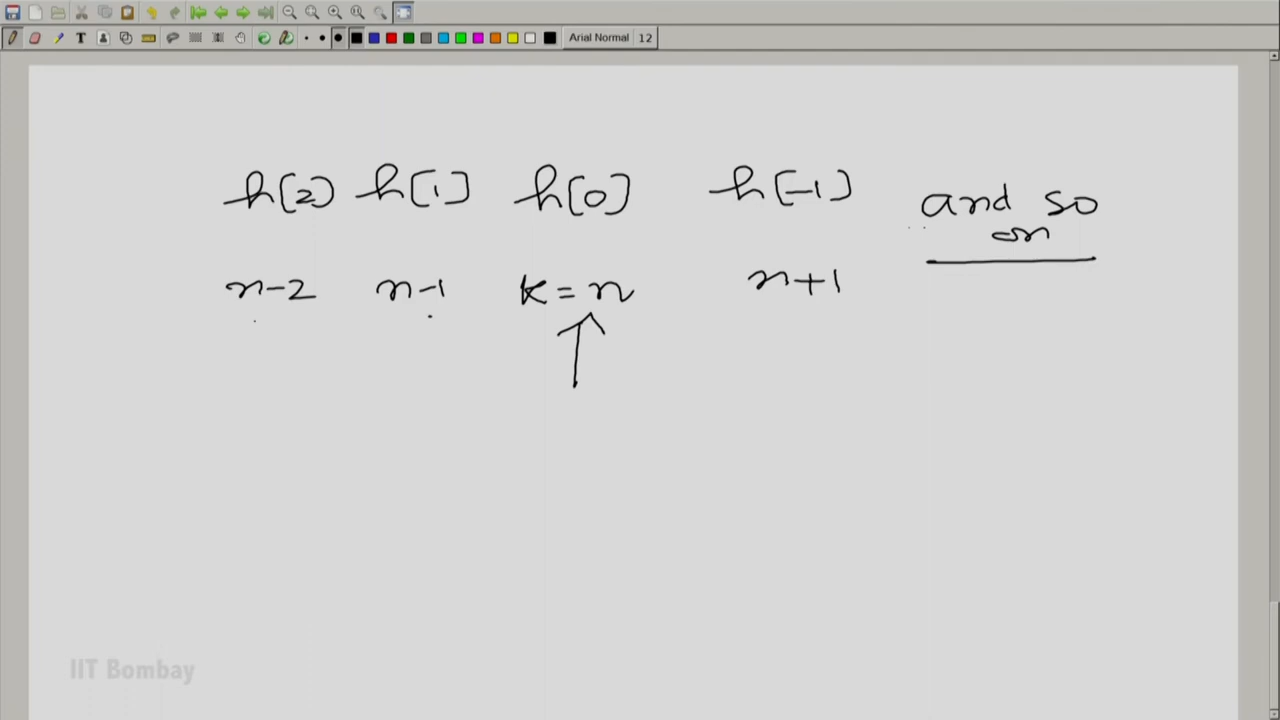 Arial Normal 12
h[2] h[1] h[0] h[-1] and so
on
n-2 n-1 k=n n+1
IIT Bombay